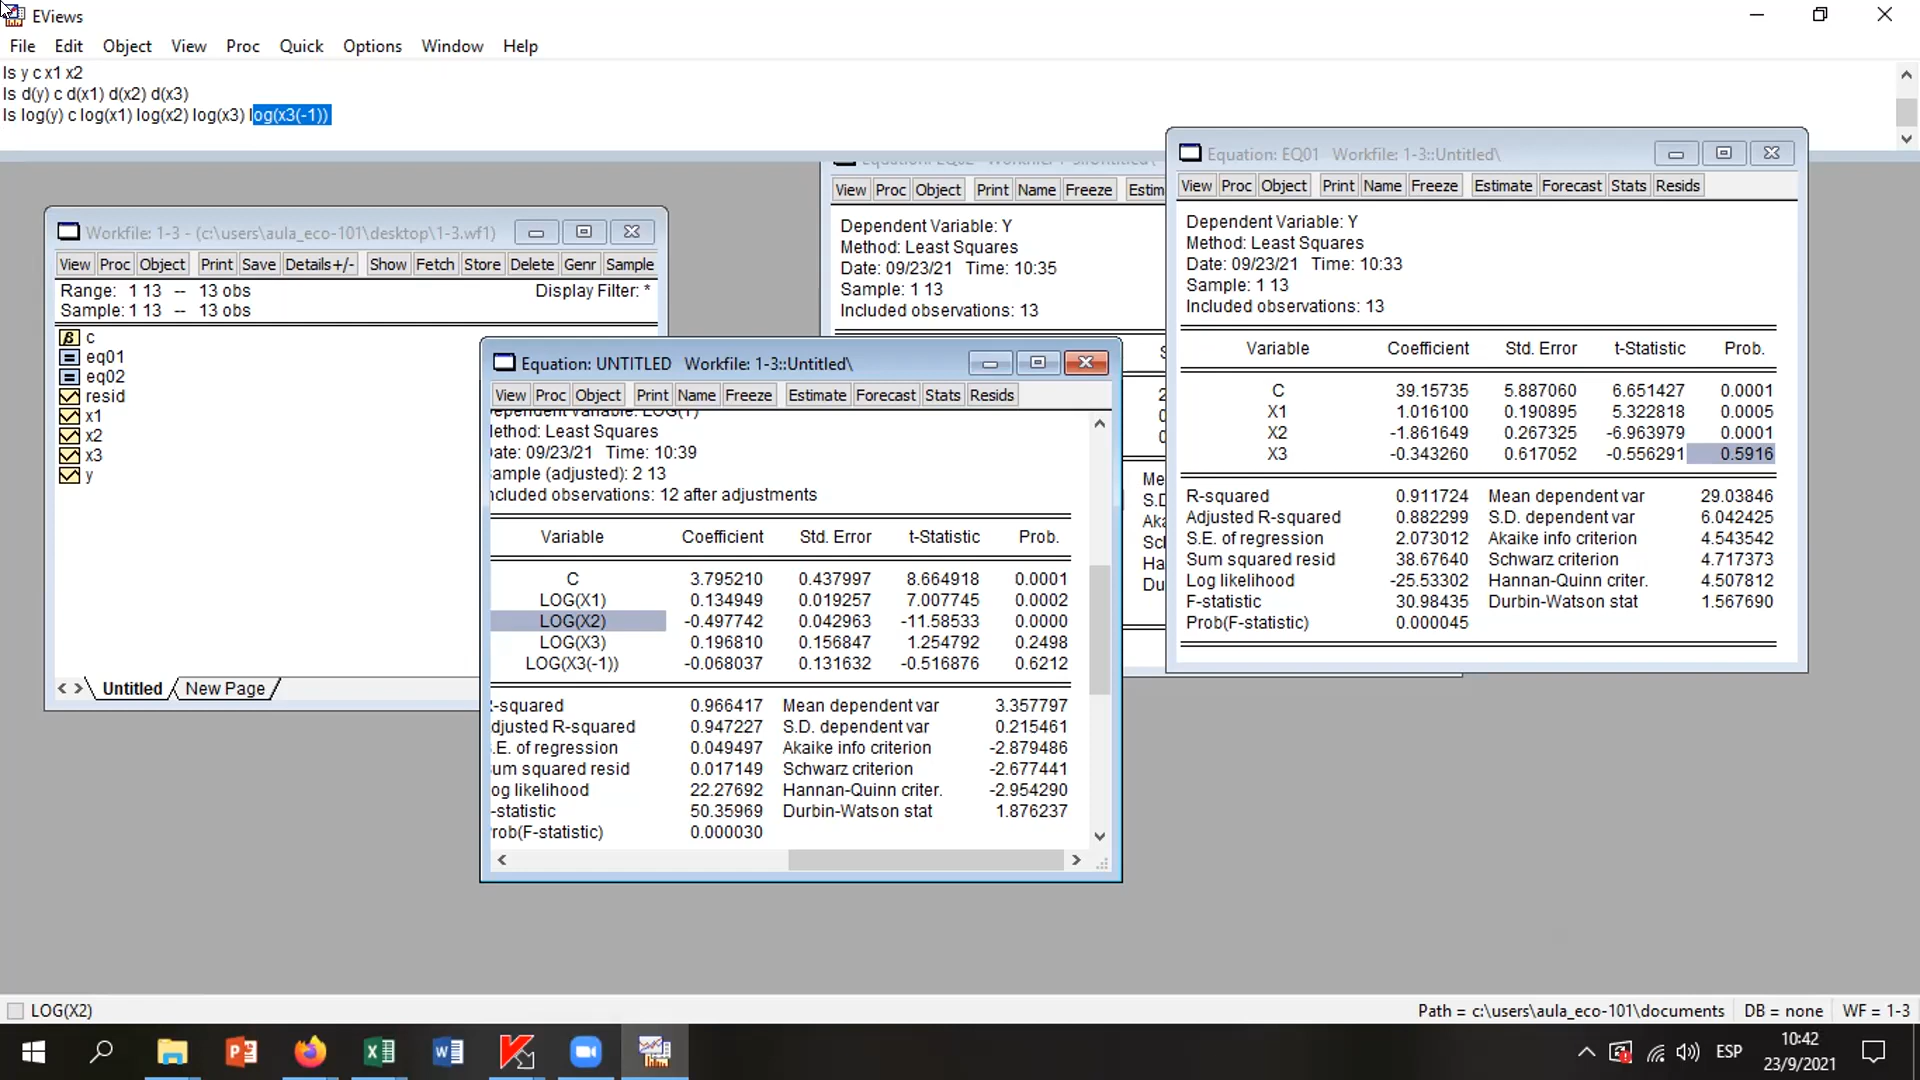 EViews
File Edit Object View Proc Quick Options Window Help
ls y c x1 x2
ls d(y) c d(x1) d(x2) d(x3)
ls log(y) c log(x1) log(x2) log(x3) log(x3(-1))
Workfile: 1-3 - (c:\users\aula_eco-101\desktop\1-3.wf1)
View Proc Object Print Save Details+/- Show Fetch Store Delete Genr Sample
Range: 1 13 -- 13 obs Display Filter: *
Sample: 1 13 -- 13 obs
c
eq01
eq02
resid
x1
x2
x3
y
Untitled New Page
View Proc Object Print Name Freeze Estim
Dependent Variable: Y
Method: Least Squares
Date: 09/23/21 Time: 10:35
Sample: 1 13
Included observations: 13
Equation: UNTITLED Workfile: 1-3::Untitled\
View Proc Object Print Name Freeze Estimate Forecast Stats Resids
ependent Variable: LOG(Y)
lethod: Least Squares
ate: 09/23/21 Time: 10:39
ample (adjusted): 2 13
ncluded observations: 12 after adjustments
Variable Coefficient Std. Error t-Statistic Prob.
C 3.795210 0.437997 8.664918 0.0001
LOG(X1) 0.134949 0.019257 7.007745 0.0002
LOG(X2) -0.497742 0.042963 -11.58533 0.0000
LOG(X3) 0.196810 0.156847 1.254792 0.2498
LOG(X3(-1)) -0.068037 0.131632 -0.516876 0.6212
-squared 0.966417 Mean dependent var 3.357797
djusted R-squared 0.947227 S.D. dependent var 0.215461
.E. of regression 0.049497 Akaike info criterion -2.879486
um squared resid 0.017149 Schwarz criterion -2.677441
og likelihood 22.27692 Hannan-Quinn criter. -2.954290
-statistic 50.35969 Durbin-Watson stat 1.876237
rob(F-statistic) 0.000030
Equation: EQ01 Workfile: 1-3::Untitled\
View Proc Object Print Name Freeze Estimate Forecast Stats Resids
Dependent Variable: Y
Method: Least Squares
Date: 09/23/21 Time: 10:33
Sample: 1 13
Included observations: 13
Variable Coefficient Std. Error t-Statistic Prob.
C 39.15735 5.887060 6.651427 0.0001
X1 1.016100 0.190895 5.322818 0.0005
X2 -1.861649 0.267325 -6.963979 0.0001
X3 -0.343260 0.617052 -0.556291 0.5916
R-squared 0.911724 Mean dependent var 29.03846
Adjusted R-squared 0.882299 S.D. dependent var 6.042425
S.E. of regression 2.073012 Akaike info criterion 4.543542
Sum squared resid 38.67640 Schwarz criterion 4.717373
Log likelihood -25.53302 Hannan-Quinn criter. 4.507812
F-statistic 30.98435 Durbin-Watson stat 1.567690
Prob(F-statistic) 0.000045
Me
S.D
Aka
Sch
Ha
Du
LOG(X2) Path = c:\users\aula_eco-101\documents DB = none WF = 1-3
ESP
10:42
23/9/2021